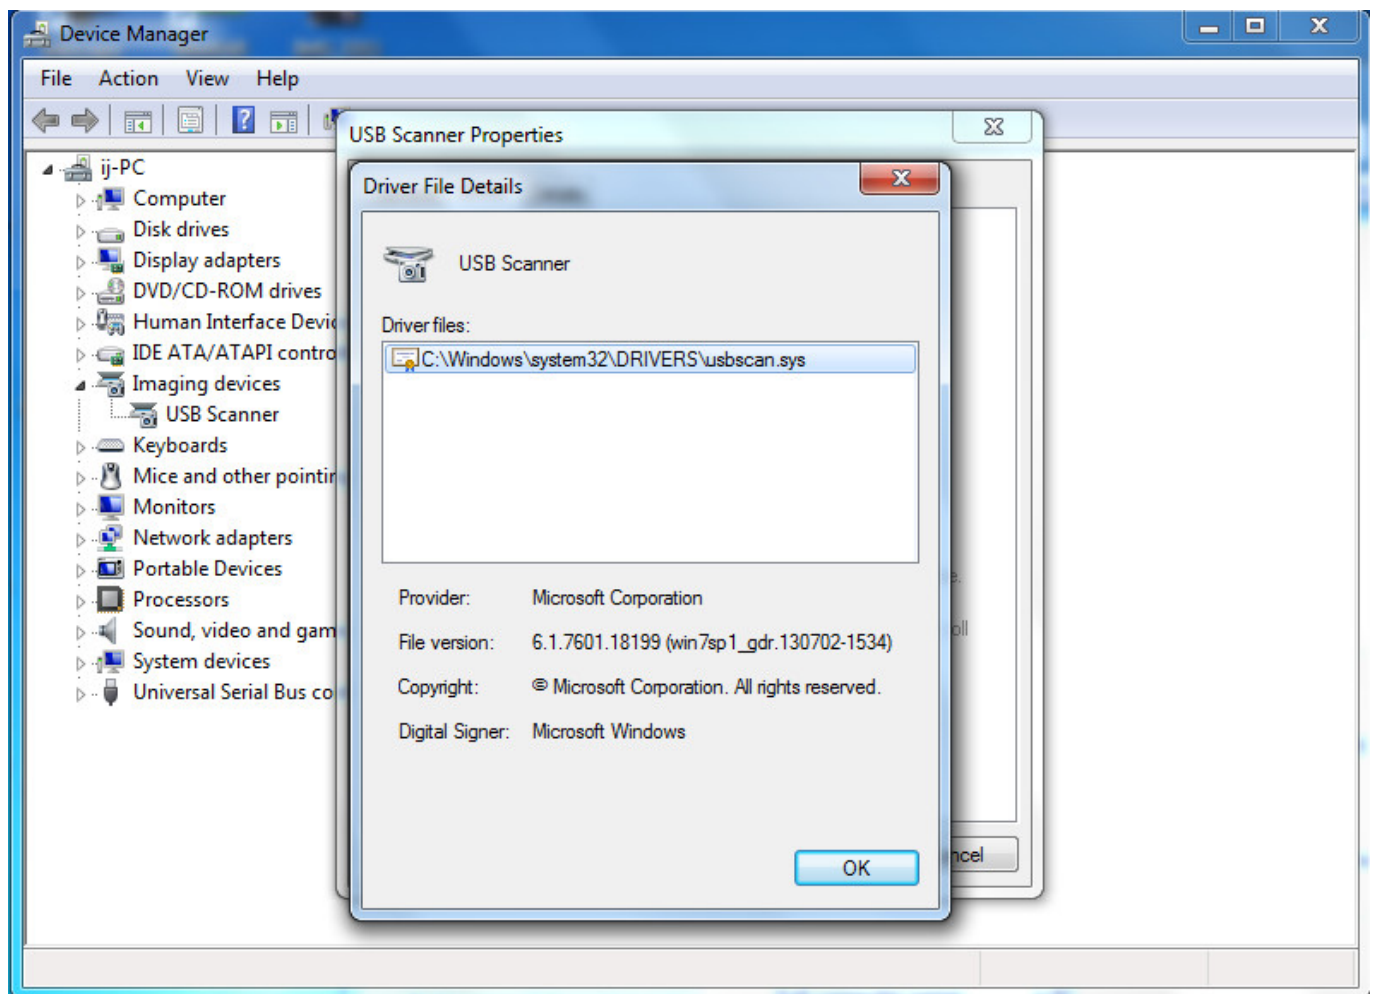 Device Manager
File Action View Help
USB Scanner Properties
ij-PC
Computer
Disk drives
Display adapters
DVD/CD-ROM drives
Human Interface Devic
IDE ATA/ATAPI contro
Imaging devices
USB Scanner
Keyboards
Mice and other pointin
Monitors
Network adapters
Portable Devices
Processors
Sound, video and gam
System devices
Universal Serial Bus co
Driver File Details
USB Scanner
Driver files:
C:\Windows\system32\DRIVERS\usbscan.sys
Provider: Microsoft Corporation
File version: 6.1.7601.18199 (win7sp1_gdr.130702-1534)
Copyright: © Microsoft Corporation. All rights reserved.
Digital Signer: Microsoft Windows
OK
e.
oll
ncel